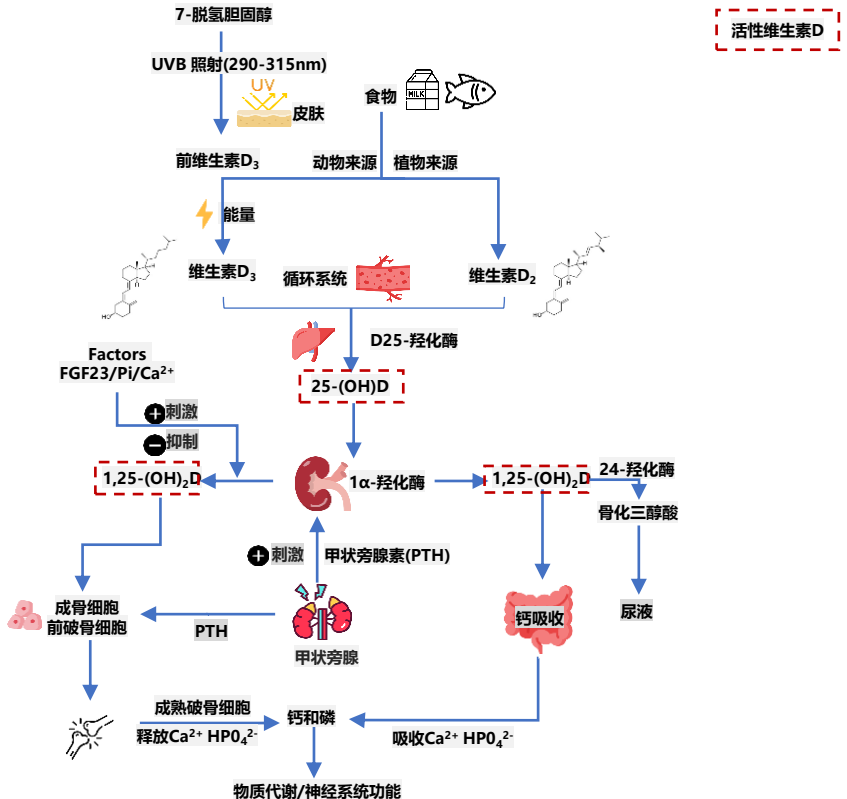 7-脱氢胆固醇
活性维生素D
UVB 照射(290-315nm)
UV
皮肤
食物
MILK
前维生素D₃
动物来源
植物来源
能量
维生素D₃
循环系统
维生素D₂
H
HO
H
HO
D25-羟化酶
Factors
FGF23/Pi/Ca²⁺
25-(OH)D
+刺激
−抑制
1,25-(OH)₂D
1α-羟化酶
1,25-(OH)₂D
24-羟化酶
骨化三醇酸
+刺激
甲状旁腺素(PTH)
成骨细胞
前破骨细胞
PTH
甲状旁腺
钙吸收
尿液
成熟破骨细胞
释放Ca²⁺ HP0₄²⁻
钙和磷
吸收Ca²⁺ HP0₄²⁻
物质代谢/神经系统功能